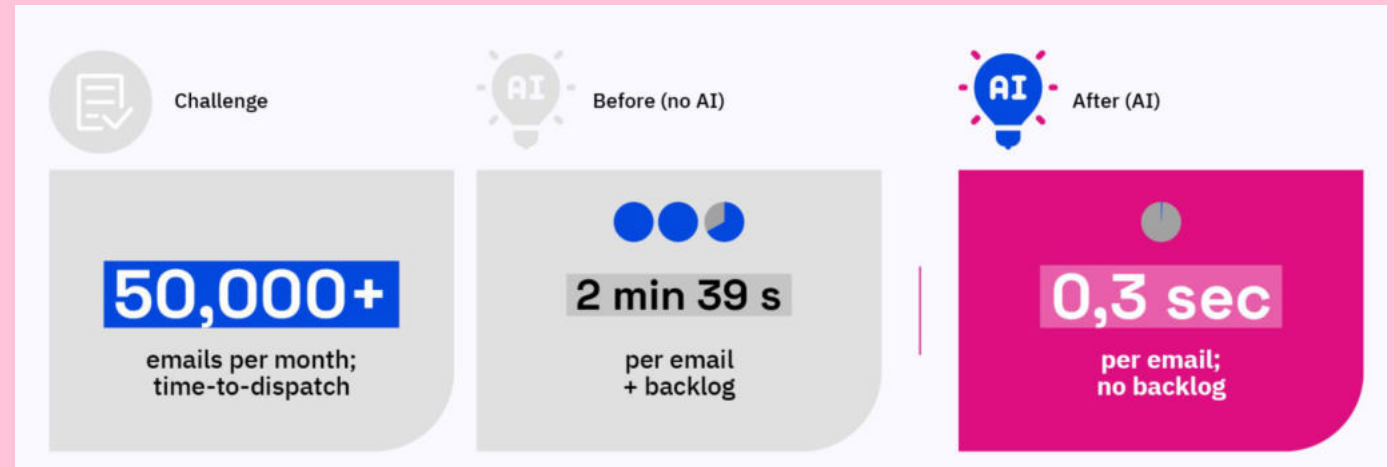 Challenge
AI
Before (no AI)
AI
After (AI)
50,000+
emails per month;
time-to-dispatch
2 min 39 s
per email
+ backlog
0,3 sec
per email;
no backlog